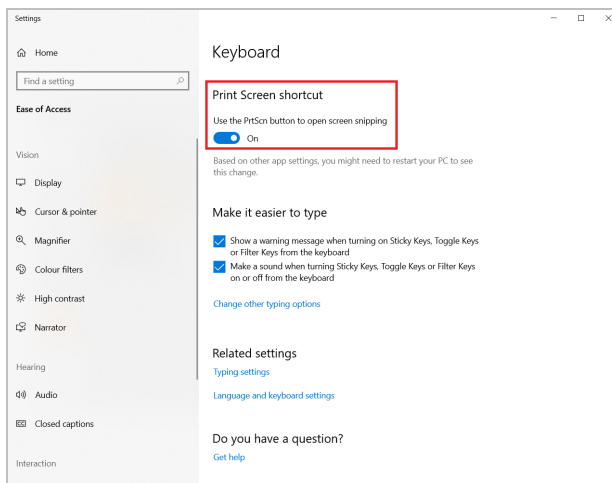 Settings
Home
Find a setting
Ease of Access
Vision
Display
Cursor & pointer
Magnifier
Colour filters
High contrast
Narrator
Hearing
Audio
Closed captions
Interaction
Keyboard
Print Screen shortcut
Use the PrtScn button to open screen snipping
On
Based on other app settings, you might need to restart your PC to see
this change.
Make it easier to type
Show a warning message when turning on Sticky Keys, Toggle Keys
or Filter Keys from the keyboard
Make a sound when turning Sticky Keys, Toggle Keys or Filter Keys
on or off from the keyboard
Change other typing options
Related settings
Typing settings
Language and keyboard settings
Do you have a question?
Get help